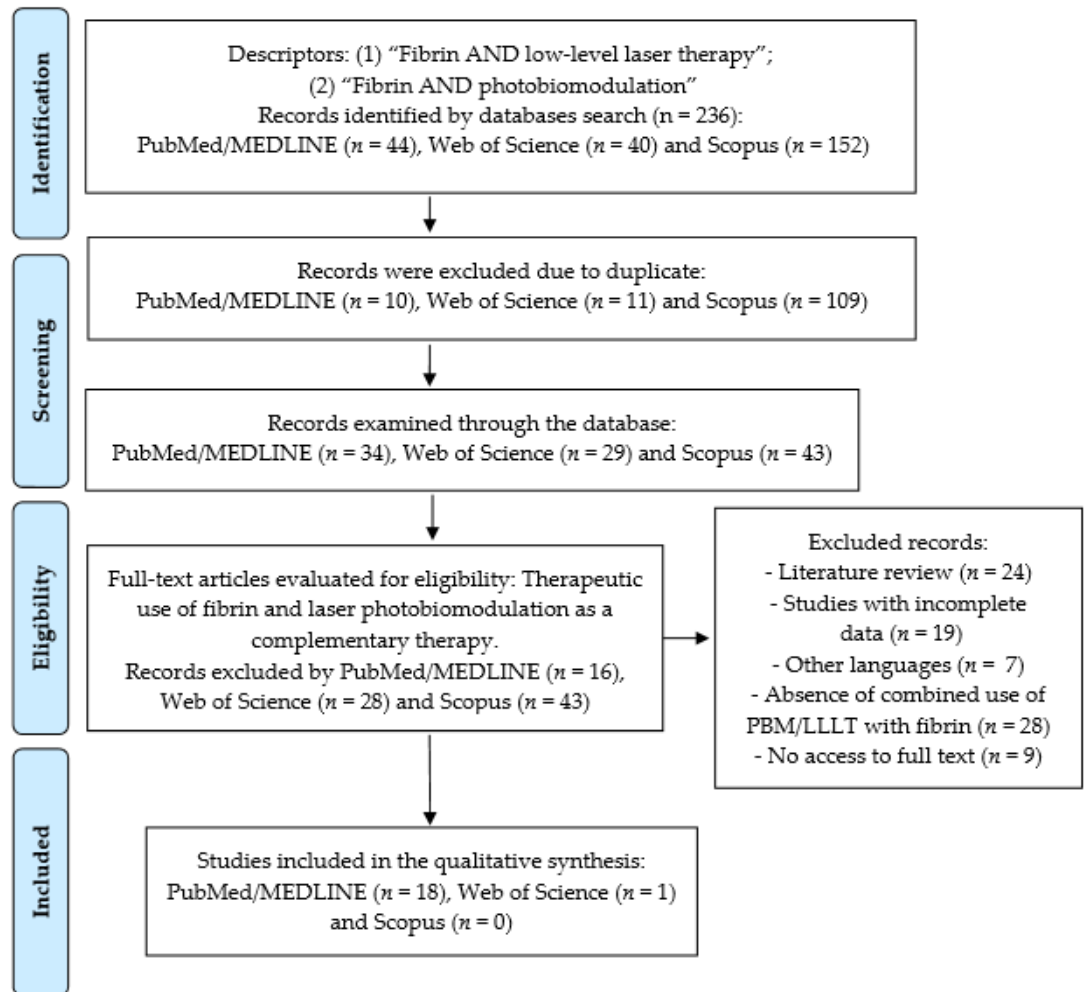 Identification
Descriptors: (1) “Fibrin AND low-level laser therapy”;
(2) “Fibrin AND photobiomodulation”
Records identified by databases search (n = 236):
PubMed/MEDLINE (n = 44), Web of Science (n = 40) and Scopus (n = 152)
Screening
Records were excluded due to duplicate:
PubMed/MEDLINE (n = 10), Web of Science (n = 11) and Scopus (n = 109)
Records examined through the database:
PubMed/MEDLINE (n = 34), Web of Science (n = 29) and Scopus (n = 43)
Eligibility
Full-text articles evaluated for eligibility: Therapeutic
use of fibrin and laser photobiomodulation as a
complementary therapy.
Records excluded by PubMed/MEDLINE (n = 16),
Web of Science (n = 28) and Scopus (n = 43)
Excluded records:
- Literature review (n = 24)
- Studies with incomplete
data (n = 19)
- Other languages (n = 7)
- Absence of combined use of
PBM/LLLT with fibrin (n = 28)
- No access to full text (n = 9)
Included
Studies included in the qualitative synthesis:
PubMed/MEDLINE (n = 18), Web of Science (n = 1)
and Scopus (n = 0)